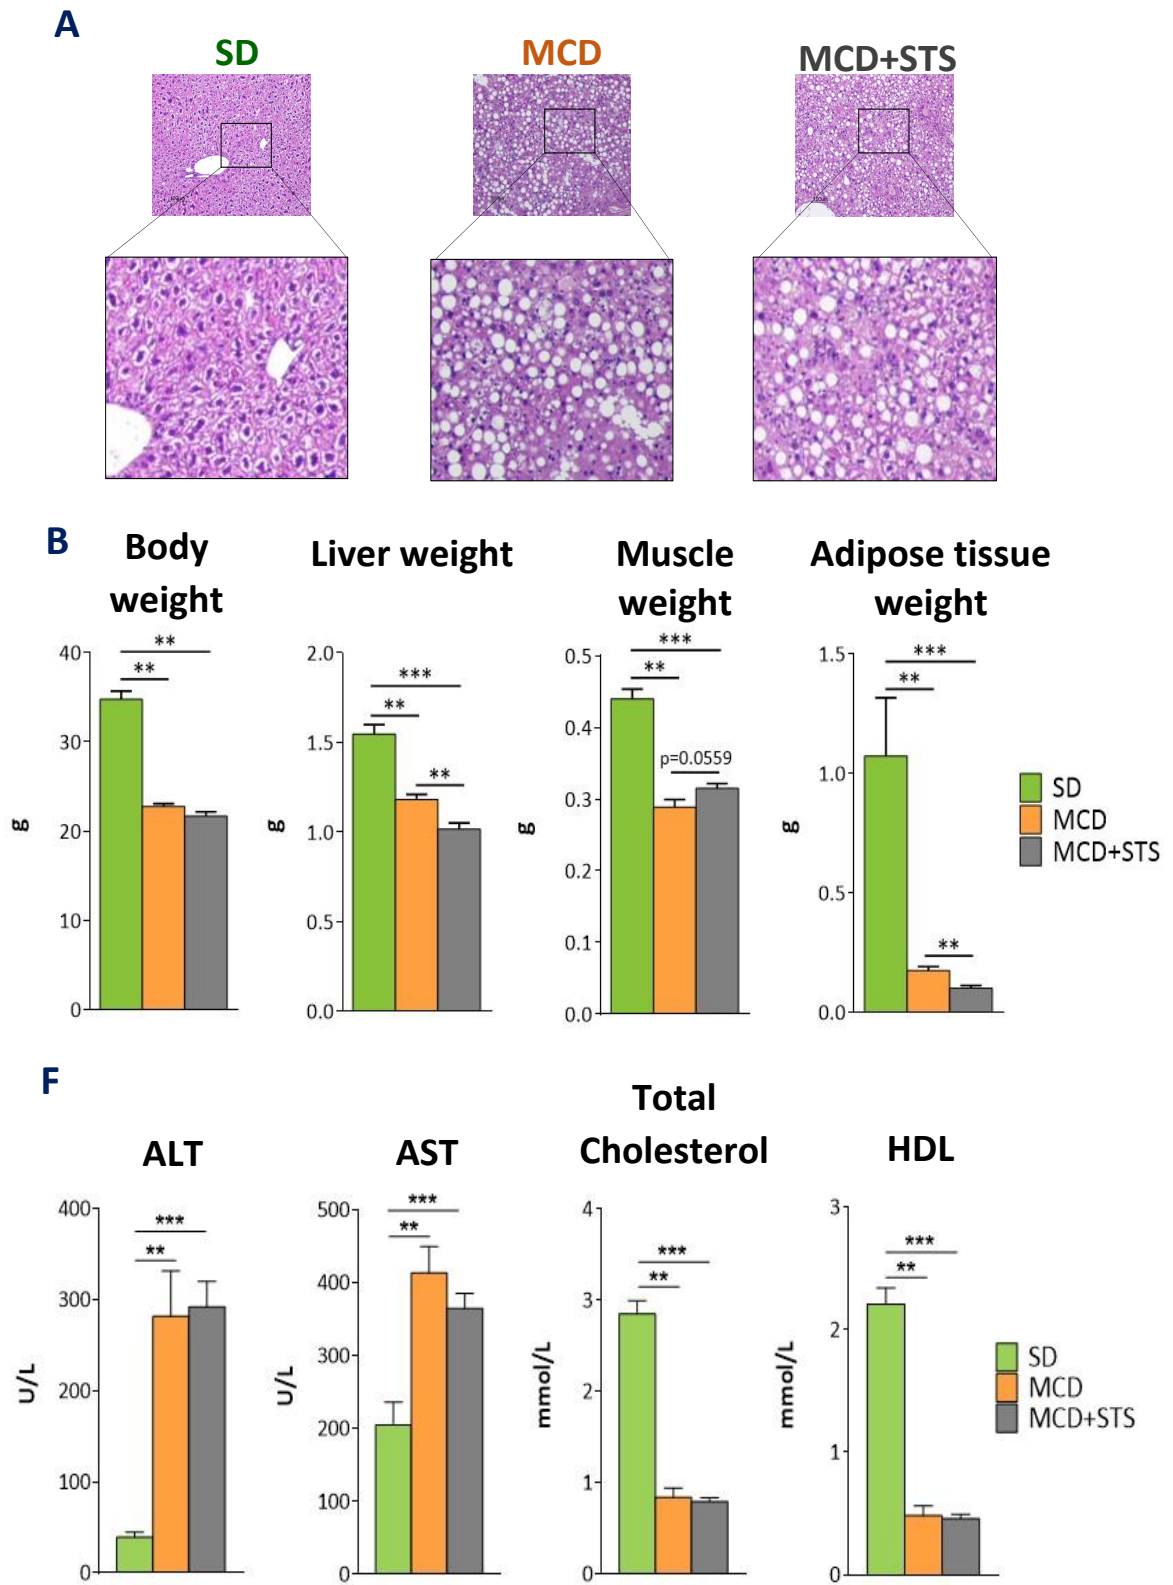 A
SD MCD MCD+STS
100um
B
Body
weight
Liver weight
Muscle
weight
Adipose tissue
weight
g
40
30
20
10
0
** **
g
2.0
1.5
1.0
0.5
0.0
*** ** **
g
0.5
0.4
0.3
0.2
0.1
0.0
*** ** p=0.0559
g
1.5
1.0
0.5
0.0
*** ** **
SD
MCD
MCD+STS
F
ALT
AST
Total
Cholesterol
HDL
U/L
400
300
200
100
0
*** **
U/L
500
400
300
200
100
0
*** **
mmol/L
4
3
2
1
0
*** **
mmol/L
3
2
1
0
*** **
SD
MCD
MCD+STS